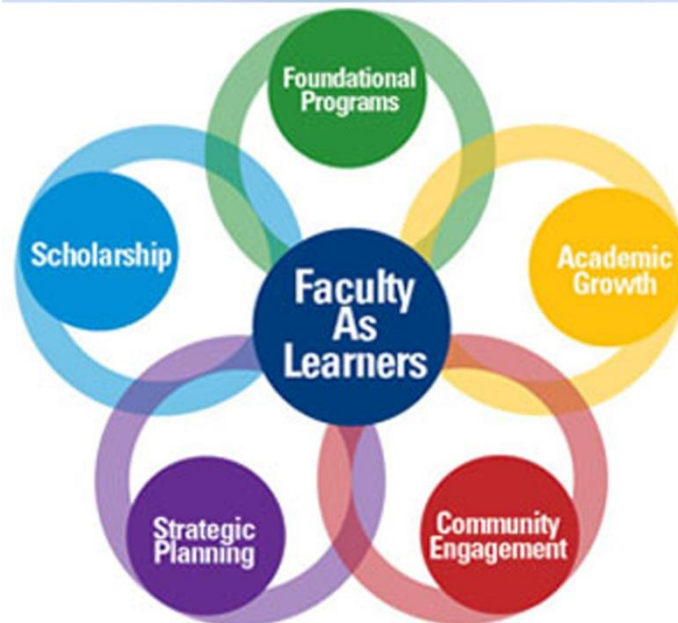 Foundational
Programs
Scholarship
Academic
Growth
Faculty
As
Learners
Strategic
Planning
Community
Engagement